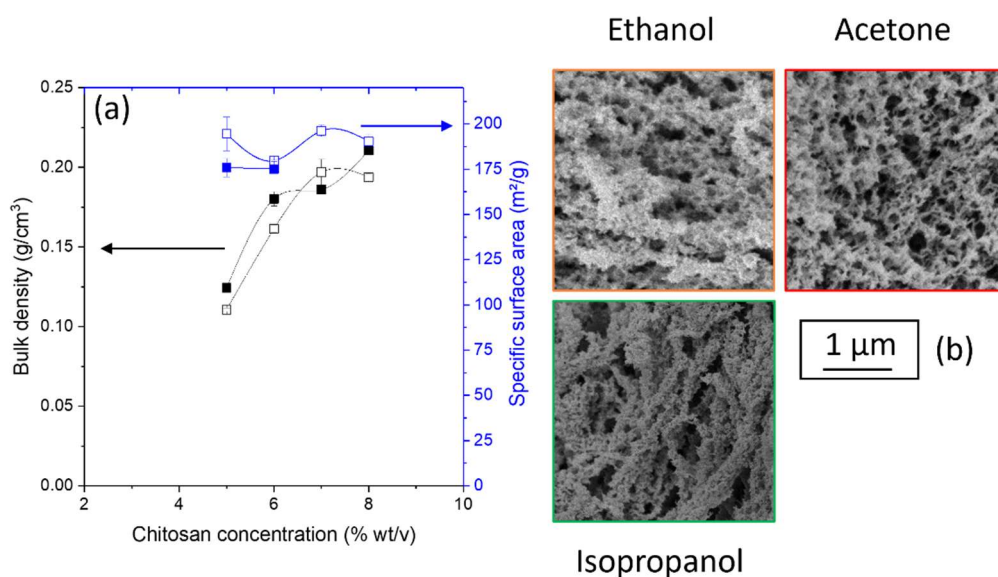 Ethanol
Acetone
(a)
0.25
0.20
0.15
0.10
0.05
0.00
Bulk density (g/cm³)
200
175
150
125
100
75
50
25
0
Specific surface area (m²/g)
2
4
6
8
10
Chitosan concentration (% wt/v)
1 µm
(b)
Isopropanol